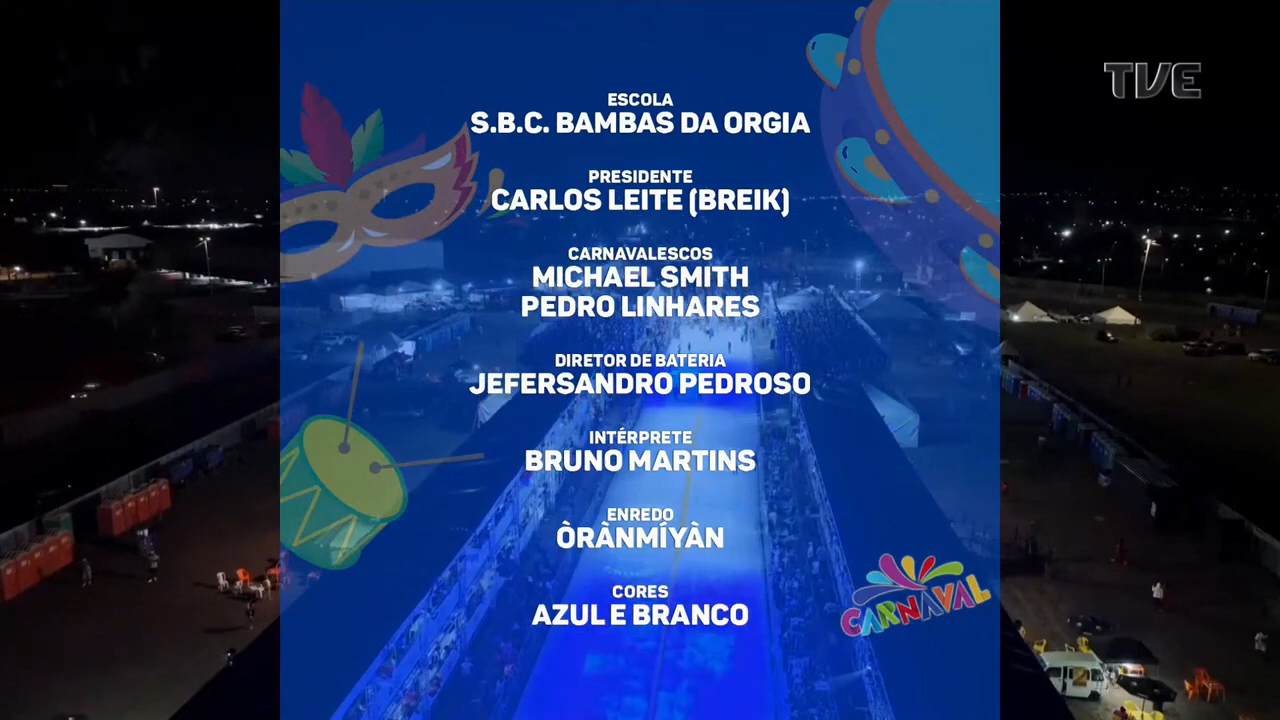 TVE
ESCOLA
S.B.C. BAMBAS DA ORGIA
PRESIDENTE
CARLOS LEITE (BREIK)
CARNAVALESCOS
MICHAEL SMITH
PEDRO LINHARES
DIRETOR DE BATERIA
JEFERSANDRO PEDROSO
INTÉRPRETE
BRUNO MARTINS
ENREDO
ÒRÀNMÍYÀN
CORES
AZUL E BRANCO
CARNAVAL